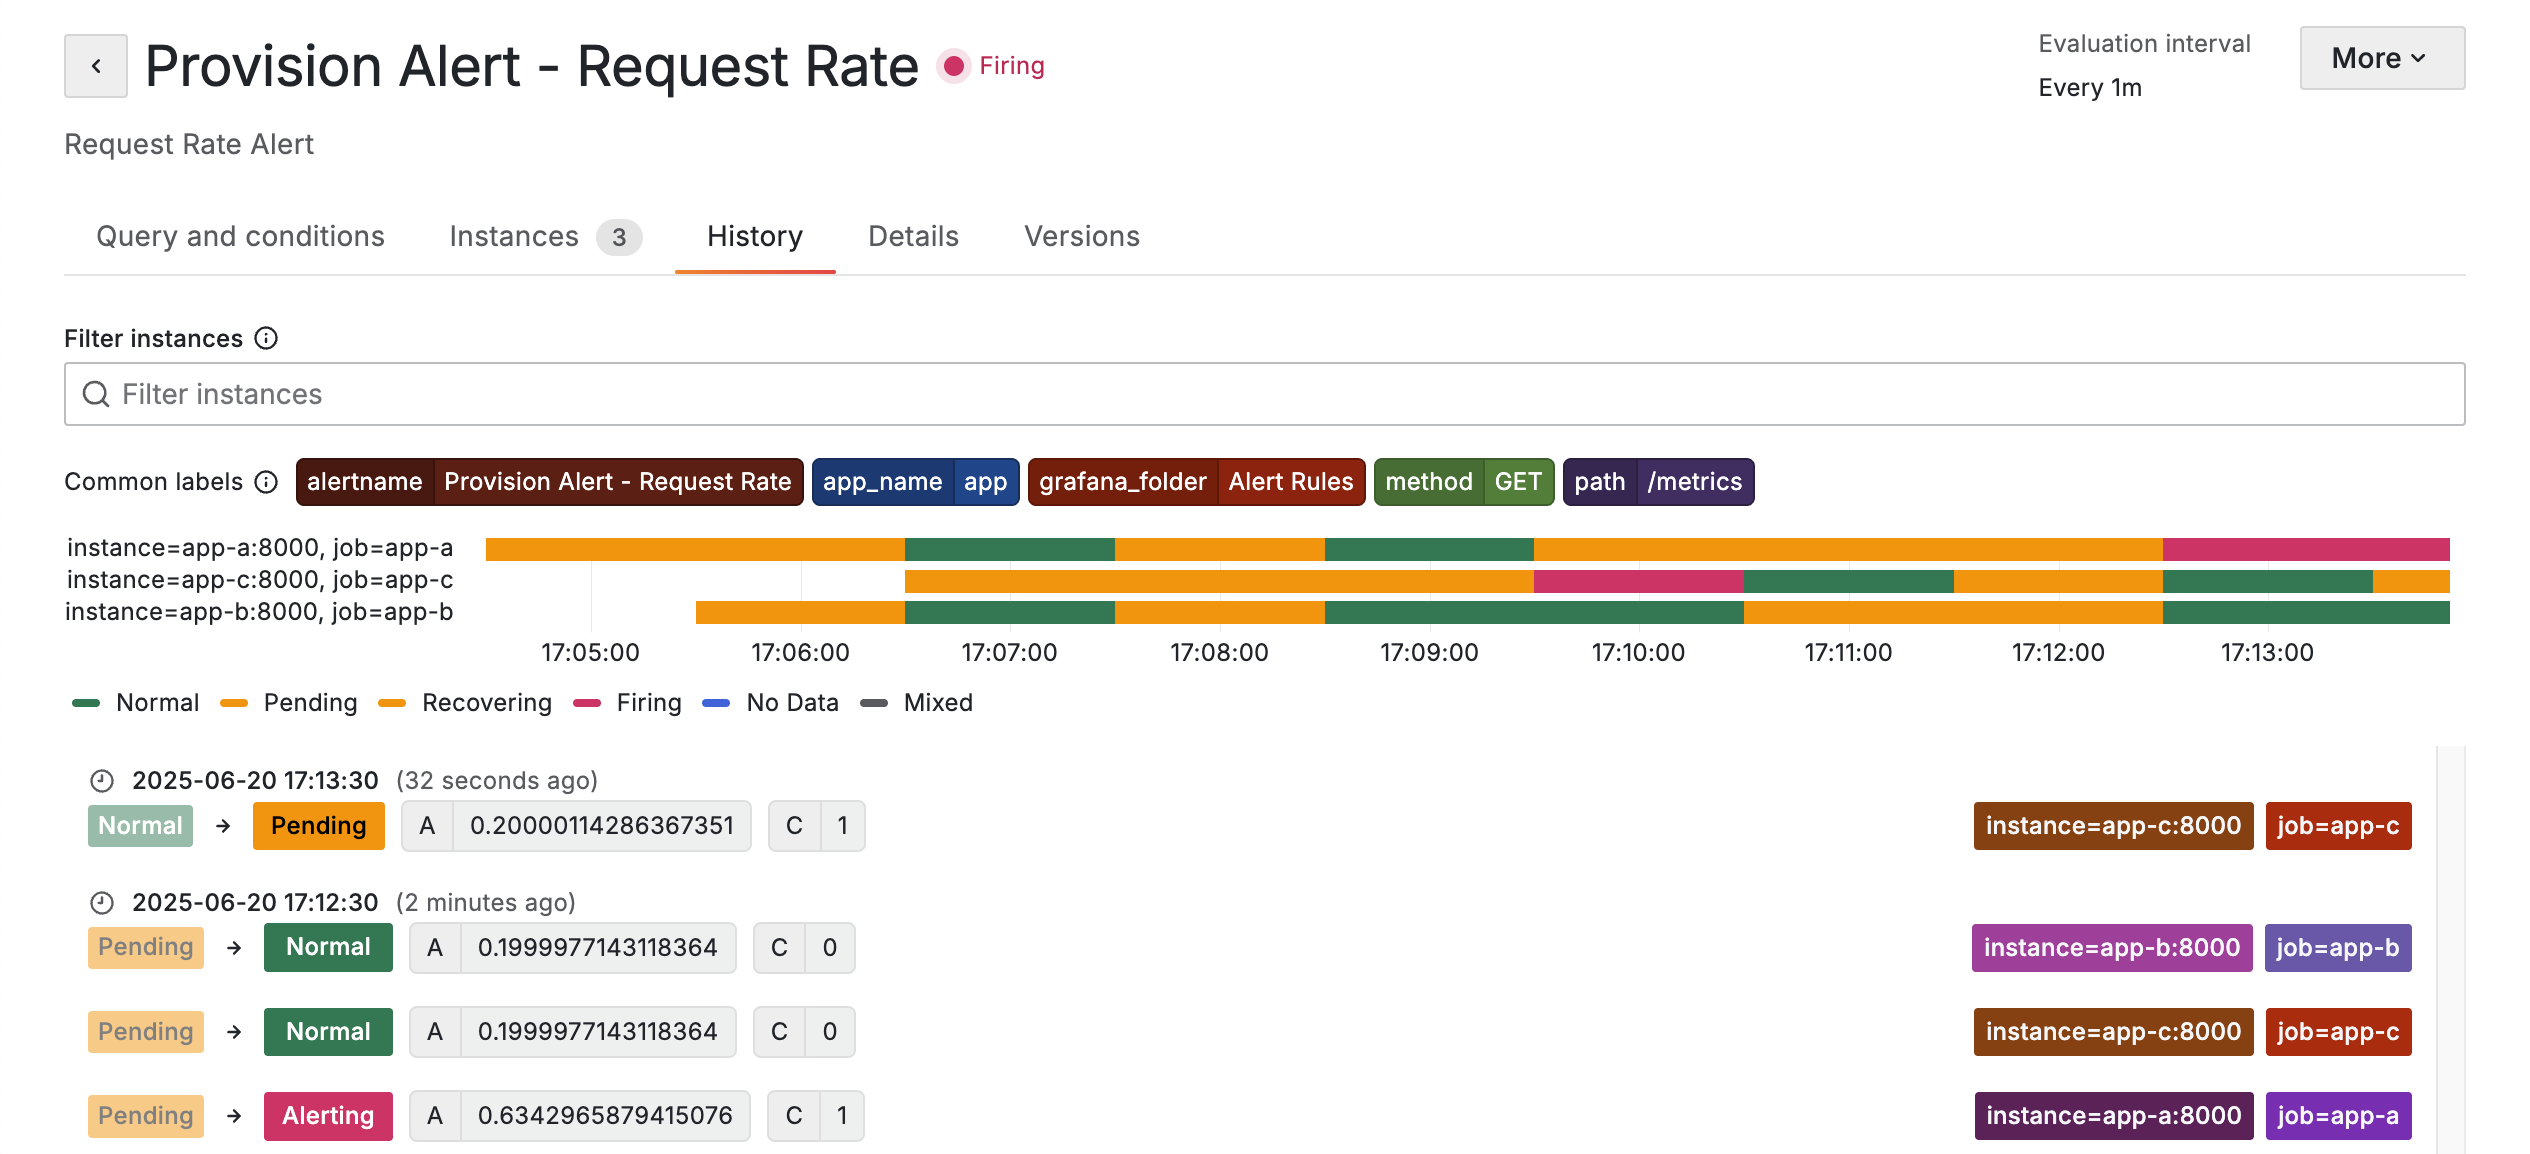 Provision Alert - Request Rate Firing
Evaluation interval
Every 1m
More
Request Rate Alert
Query and conditions Instances 3 History Details Versions
Filter instances
Filter instances
Common labels alertname Provision Alert - Request Rate app_name app grafana_folder Alert Rules method GET path /metrics
instance=app-a:8000, job=app-a
instance=app-c:8000, job=app-c
instance=app-b:8000, job=app-b
17:05:00 17:06:00 17:07:00 17:08:00 17:09:00 17:10:00 17:11:00 17:12:00 17:13:00
Normal Pending Recovering Firing No Data Mixed
2025-06-20 17:13:30 (32 seconds ago)
Normal → Pending A 0.20000114286367351 C 1 instance=app-c:8000 job=app-c
2025-06-20 17:12:30 (2 minutes ago)
Pending → Normal A 0.1999977143118364 C 0 instance=app-b:8000 job=app-b
Pending → Normal A 0.1999977143118364 C 0 instance=app-c:8000 job=app-c
Pending → Alerting A 0.6342965879415076 C 1 instance=app-a:8000 job=app-a